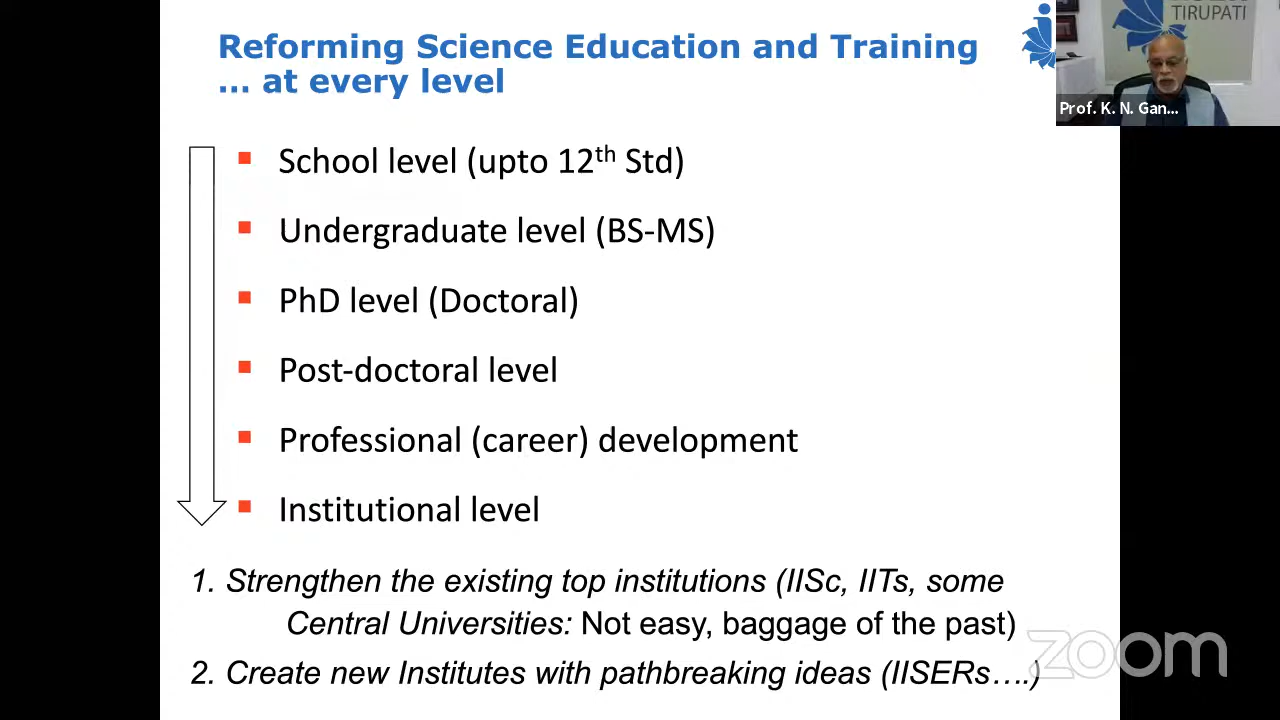 Reforming Science Education and Training
... at every level
TIRUPATI
Prof. K. N. Gan...
▪ School level (upto 12th Std)
▪ Undergraduate level (BS-MS)
▪ PhD level (Doctoral)
▪ Post-doctoral level
▪ Professional (career) development
▪ Institutional level
1. Strengthen the existing top institutions (IISc, IITs, some
Central Universities: Not easy, baggage of the past)
2. Create new Institutes with pathbreaking ideas (IISERs....)
zoom